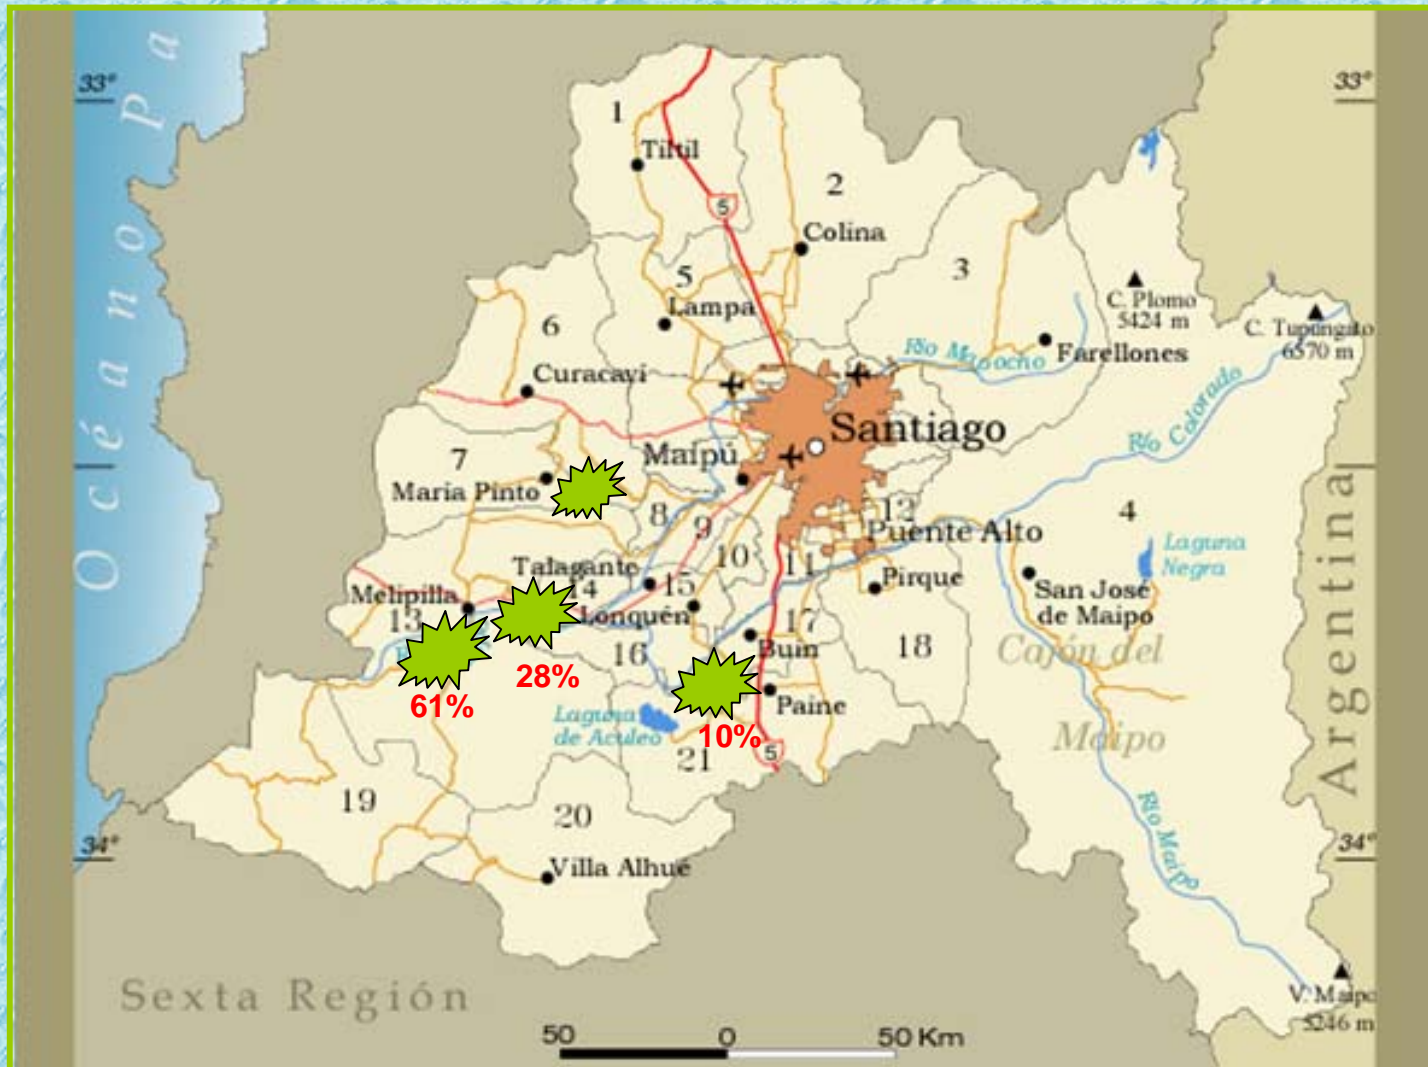 33°
33°
Océano Pa
1
Tiltil
2
5
Colina
3
5
C. Plomo
5424 m
Lampa
6
C. Tupungato
6570 m
Río Mapocho
Farellones
Curacaví
Río Colorado
Santiago
7
Maipú
María Pinto
8
9
12
4
10
Puente Alto
11
Laguna
Negra
Talagante
14
15
Pirque
San José
de Maipo
Melipilla
13
Lonquén
17
Buin
16
18
Cajón del
Maipo
28%
61%
Paine
Laguna
de Aculeo
10%
21
5
Argentina
19
20
Río Maipo
34°
34°
Villa Alhué
Sexta Región
V. Maipo
5246 m
50 0 50 Km